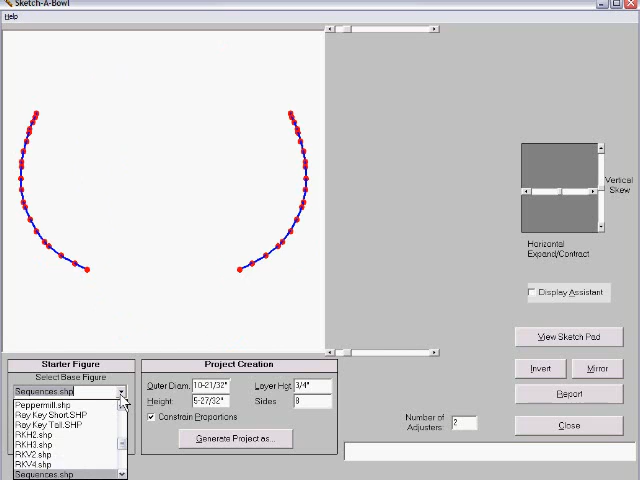 Sketch-A-Bowl
Help
Vertical
Skew
Horizontal
Expand/Contract
Display Assistant
View Sketch Pad
Invert
Mirror
Report
Close
Number of
Adjusters:
2
Starter Figure
Select Base Figure
Sequences.shp
Peppermill.shp
Ray Key Short.SHP
Ray Key Tall.SHP
RKH2.shp
RKH3.shp
RKV2.shp
RKV4.shp
Sequences.shp
Project Creation
Outer Diam. 10-21/32" Layer Hgt. 3/4"
Height: 5-27/32" Sides 8
Constrain Proportions
Generate Project as...